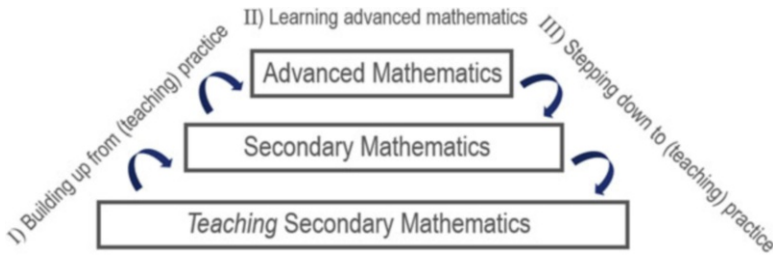 II) Learning advanced mathematics
I) Building up from (teaching) practice
III) Stepping down to (teaching) practice
Advanced Mathematics
Secondary Mathematics
Teaching Secondary Mathematics